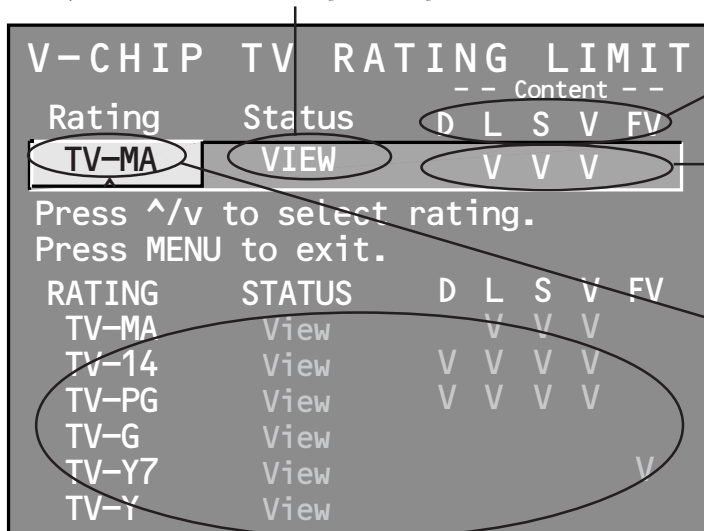 V-CHIP TV RATING LIMIT
-- Content --
Rating Status D L S V FV
TV-MA VIEW V V V
Press ^/v to select rating.
Press MENU to exit.
RATING STATUS D L S V FV
TV-MA View V V V
TV-14 View V V V V
TV-PG View V V V V
TV-G View
TV-Y7 View V
TV-Y View